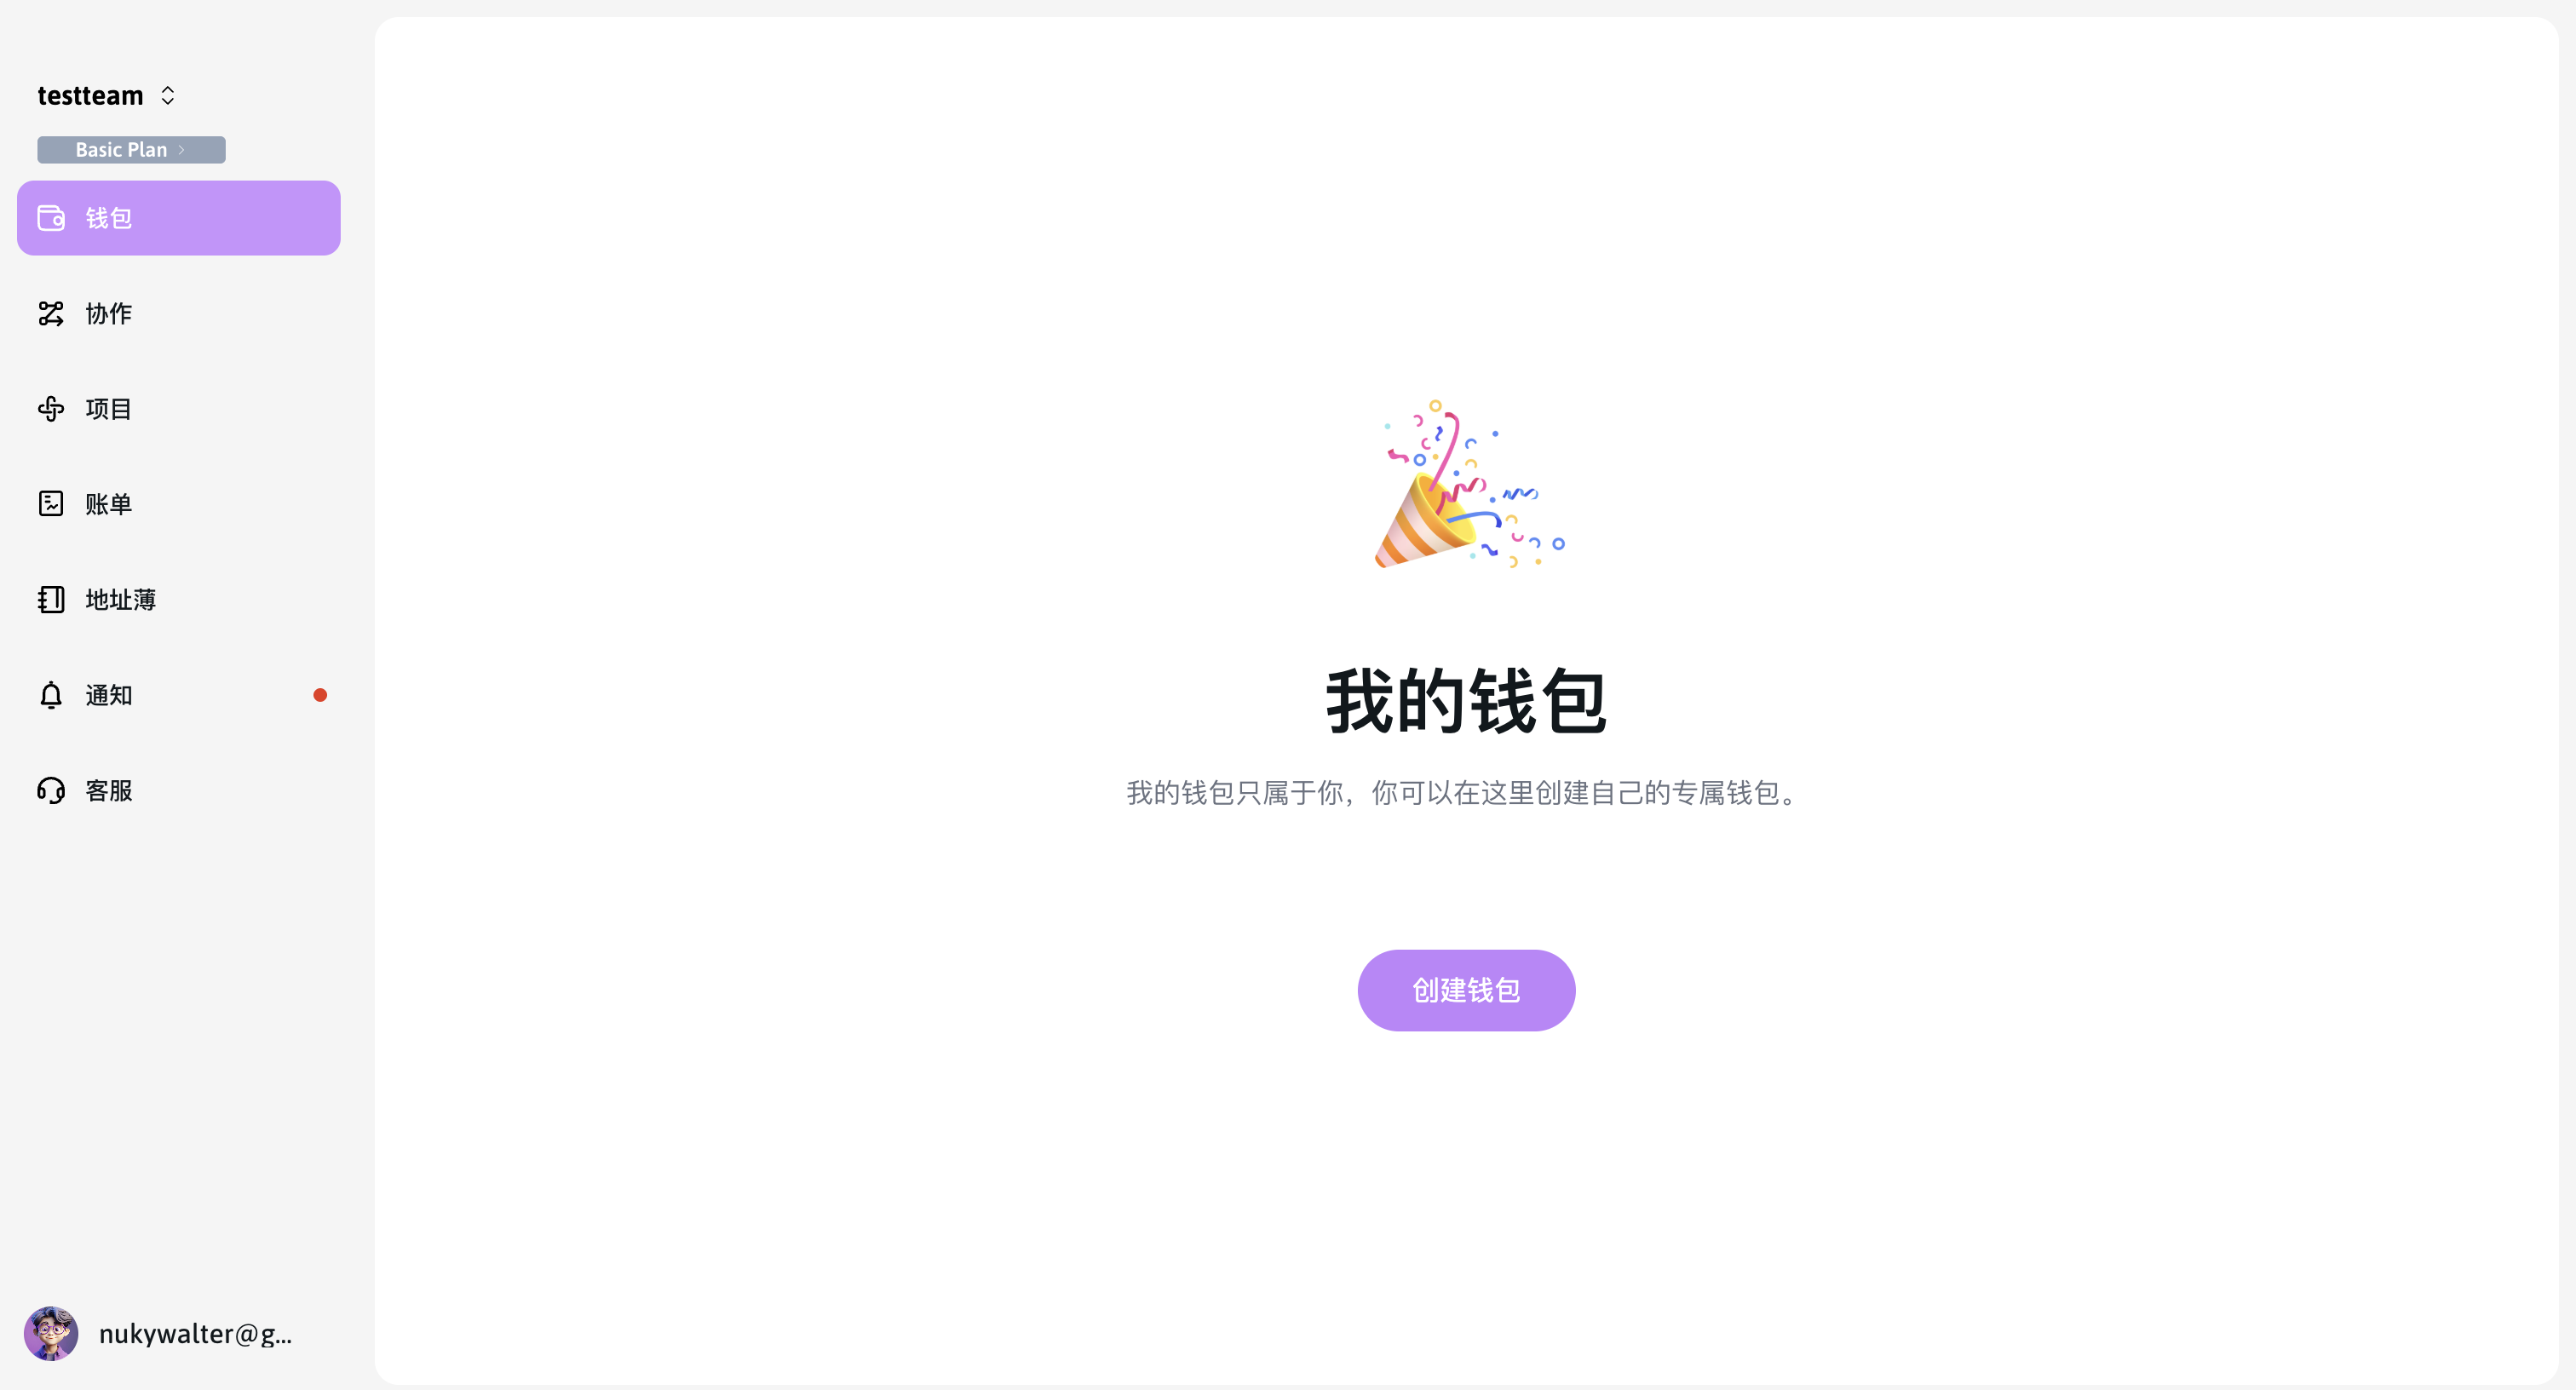 testteam
Basic Plan
钱包
协作
项目
账单
地址薄
通知
客服
nukywalter@g...
我的钱包
我的钱包只属于你，你可以在这里创建自己的专属钱包。
创建钱包